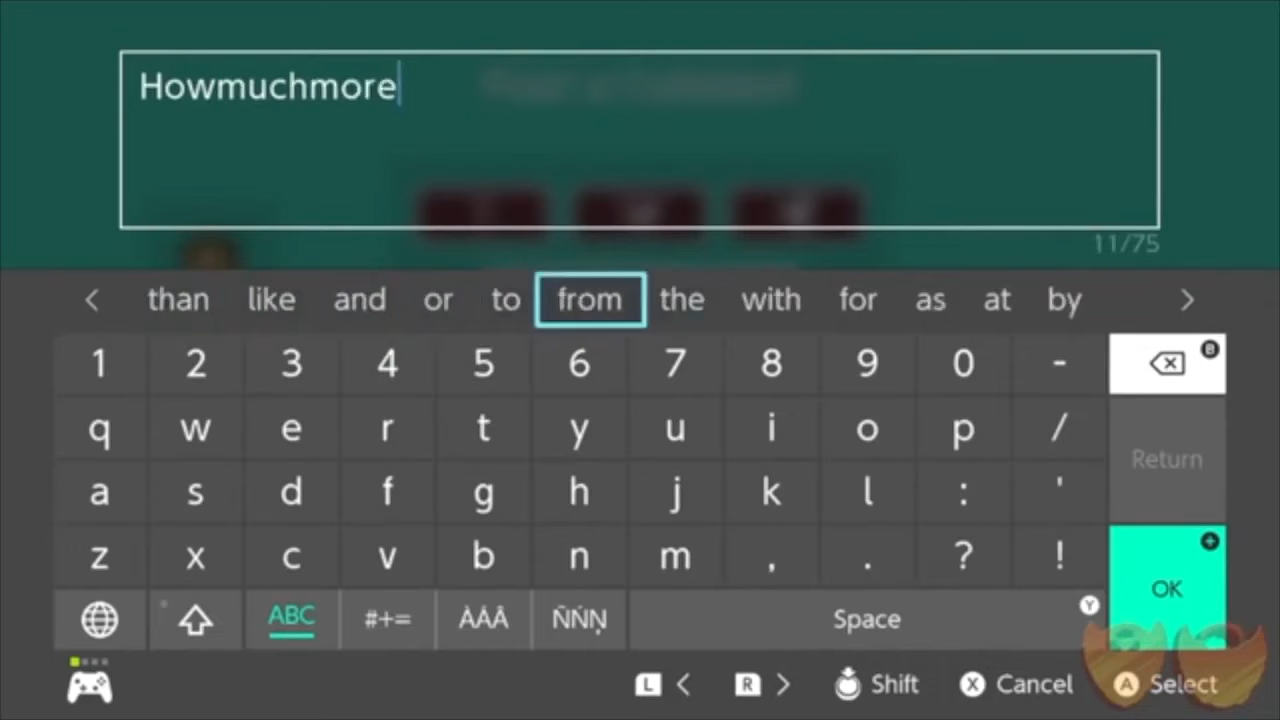 Howmuchmore
11/75
< than like and or to from the with for as at by >
1 2 3 4 5 6 7 8 9 0 -
q w e r t y u i o p /
Return
a s d f g h j k l : '
z x c v b n m , . ? !
OK
ABC #+= ÀÁÂ ÑŃŅ Space Y
L < R > Shift X Cancel A Select